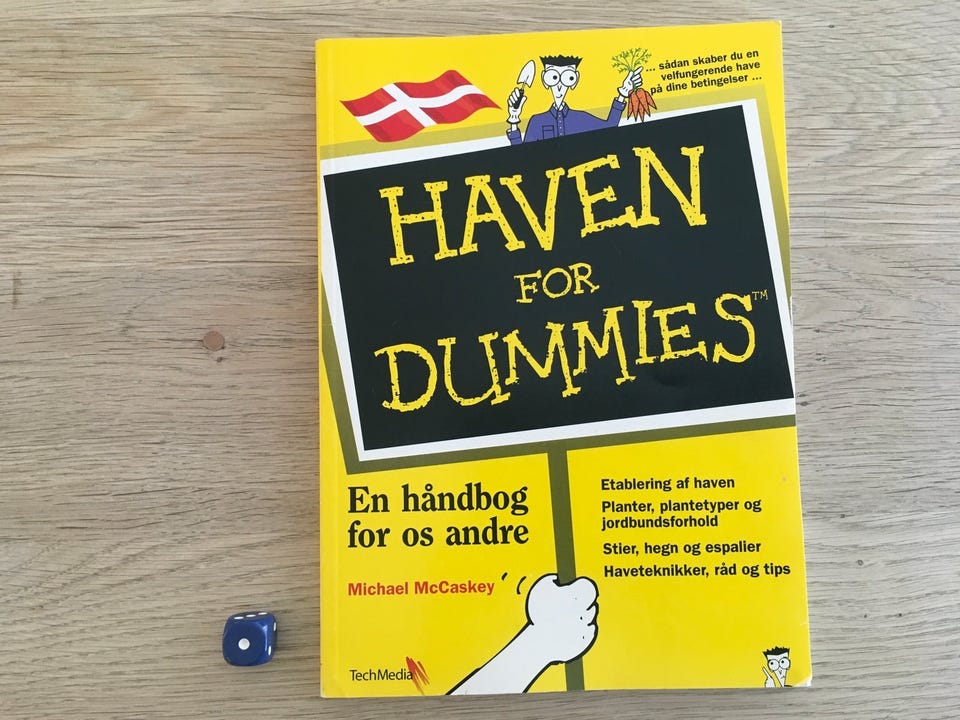 ... sådan skaber du en
velfungerende have
på dine betingelser ...
HAVEN
FOR
DUMMIES™
En håndbog
for os andre
Michael McCaskey
Etablering af haven
Planter, plantetyper og
jordbundsforhold
Stier, hegn og espalier
Haveteknikker, råd og tips
TechMedia